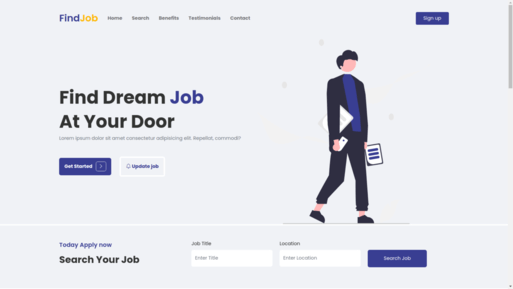 FindJob
Home
Search
Benefits
Testimonials
Contact
Sign up
Find Dream Job
At Your Door
Lorem ipsum dolor sit amet consectetur adipisicing elit. Repellat, commodi?
Get Started
Update job
Today Apply now
Search Your Job
Job Title
Enter Title
Location
Enter Location
Search Job